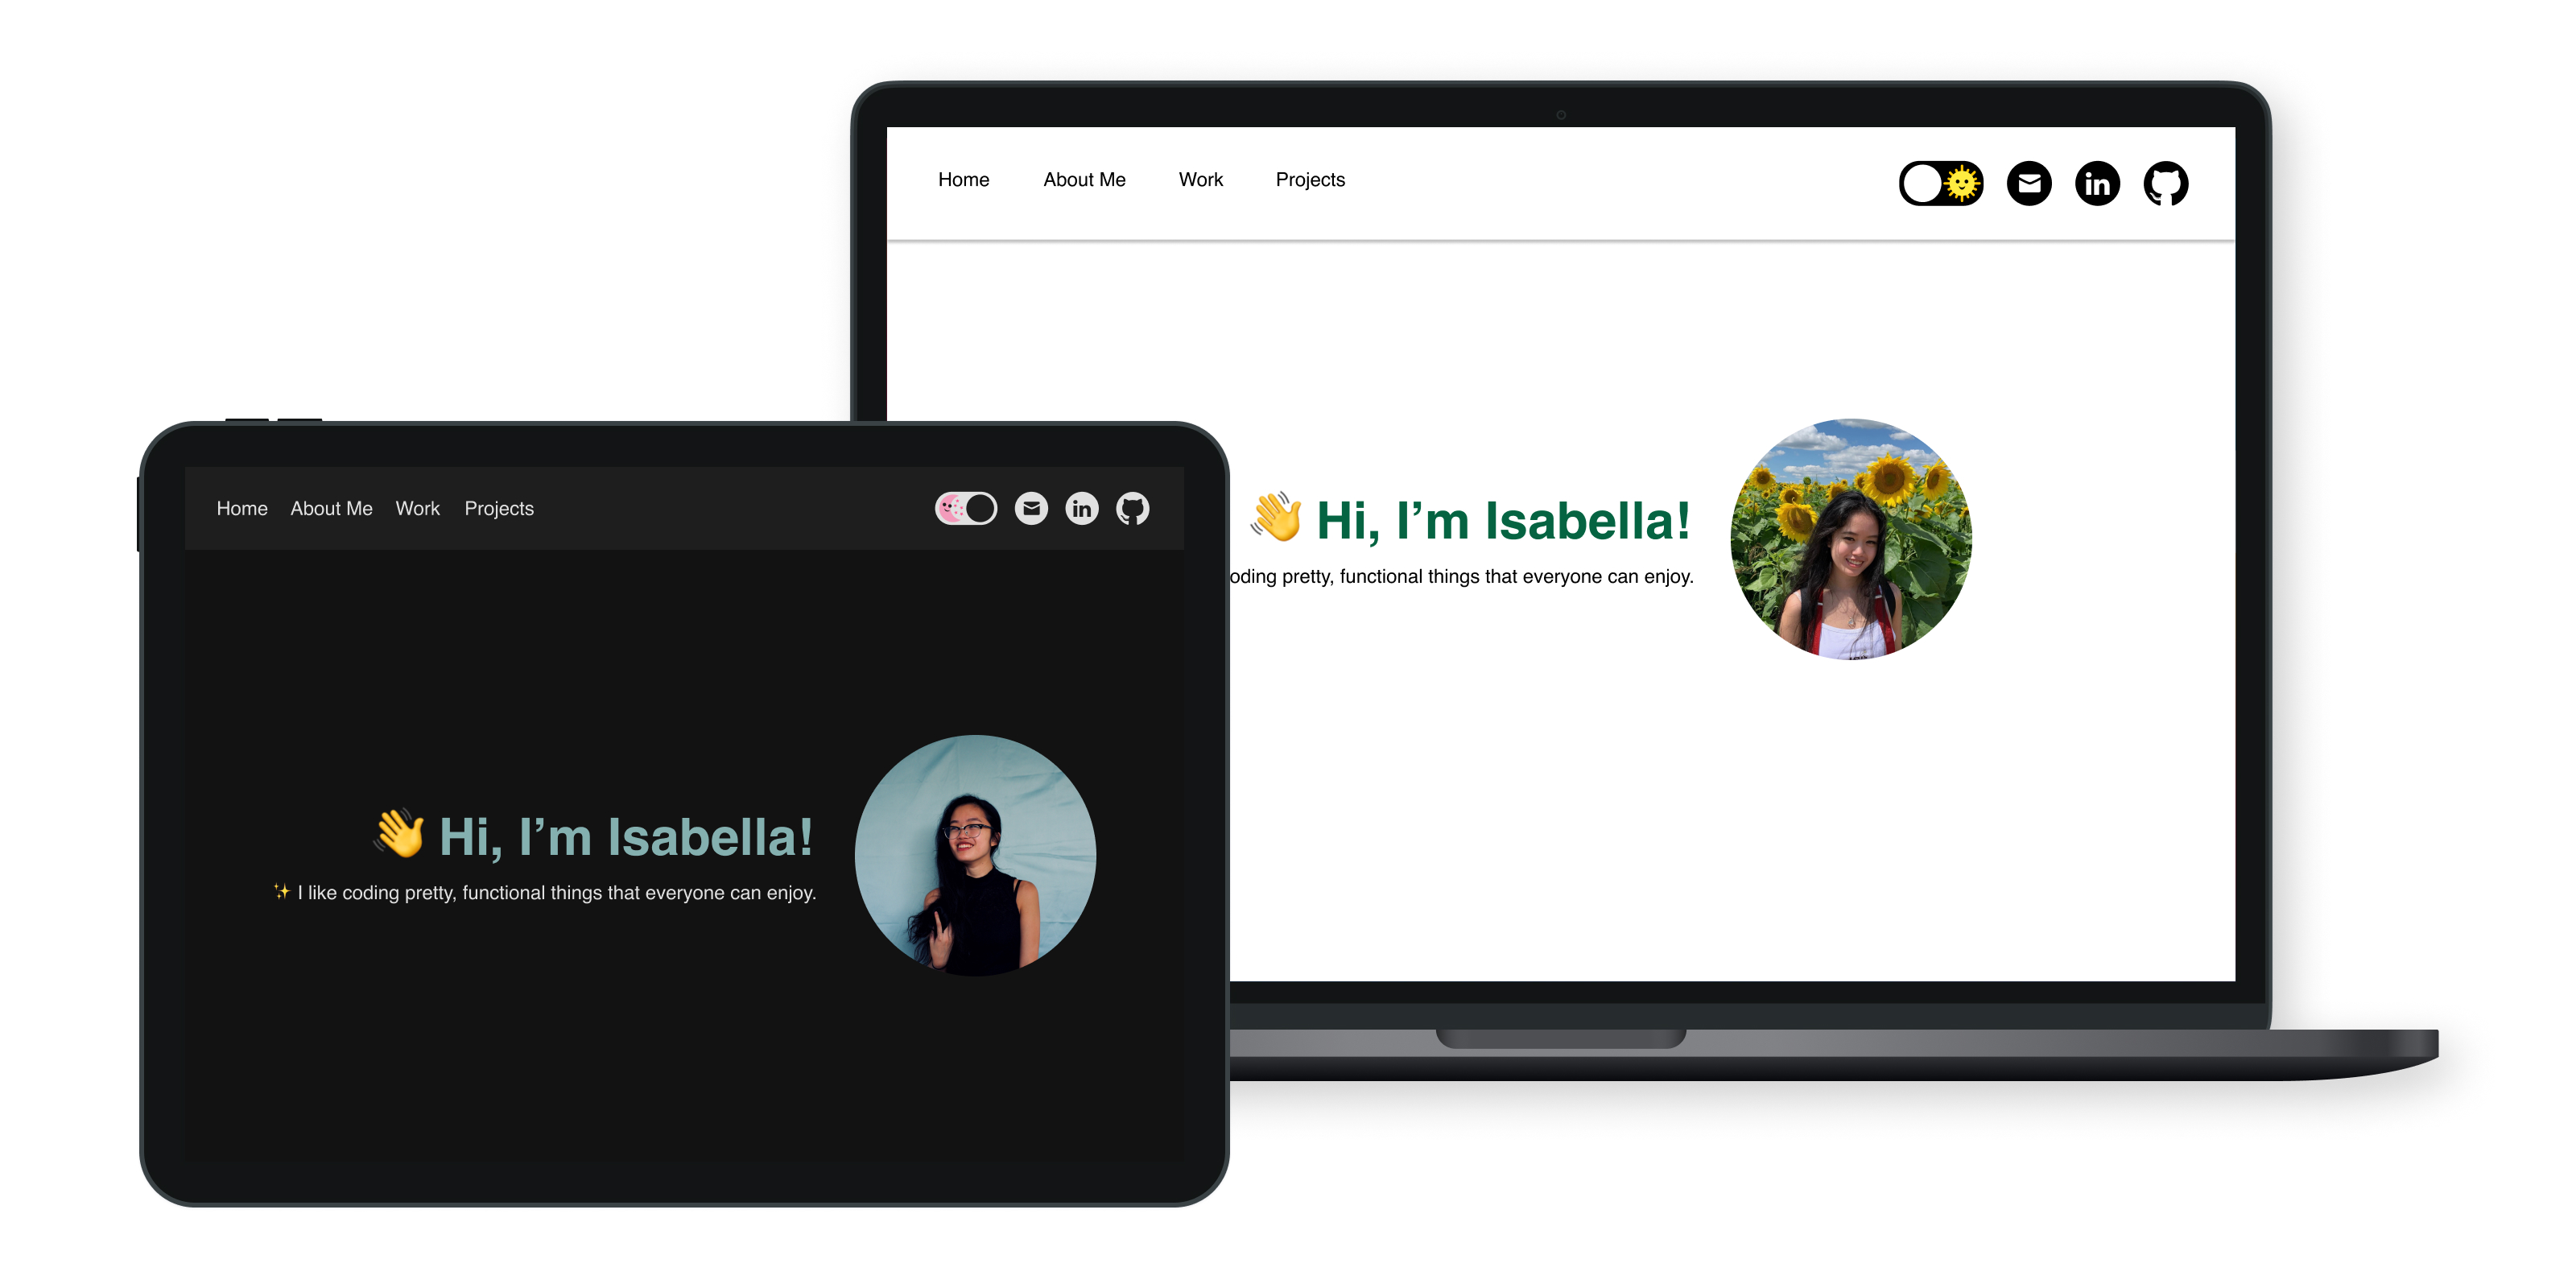 Home About Me Work Projects
in
👋 Hi, I’m Isabella!
oding pretty, functional things that everyone can enjoy.
Home About Me Work Projects
in
👋 Hi, I’m Isabella!
✨ I like coding pretty, functional things that everyone can enjoy.